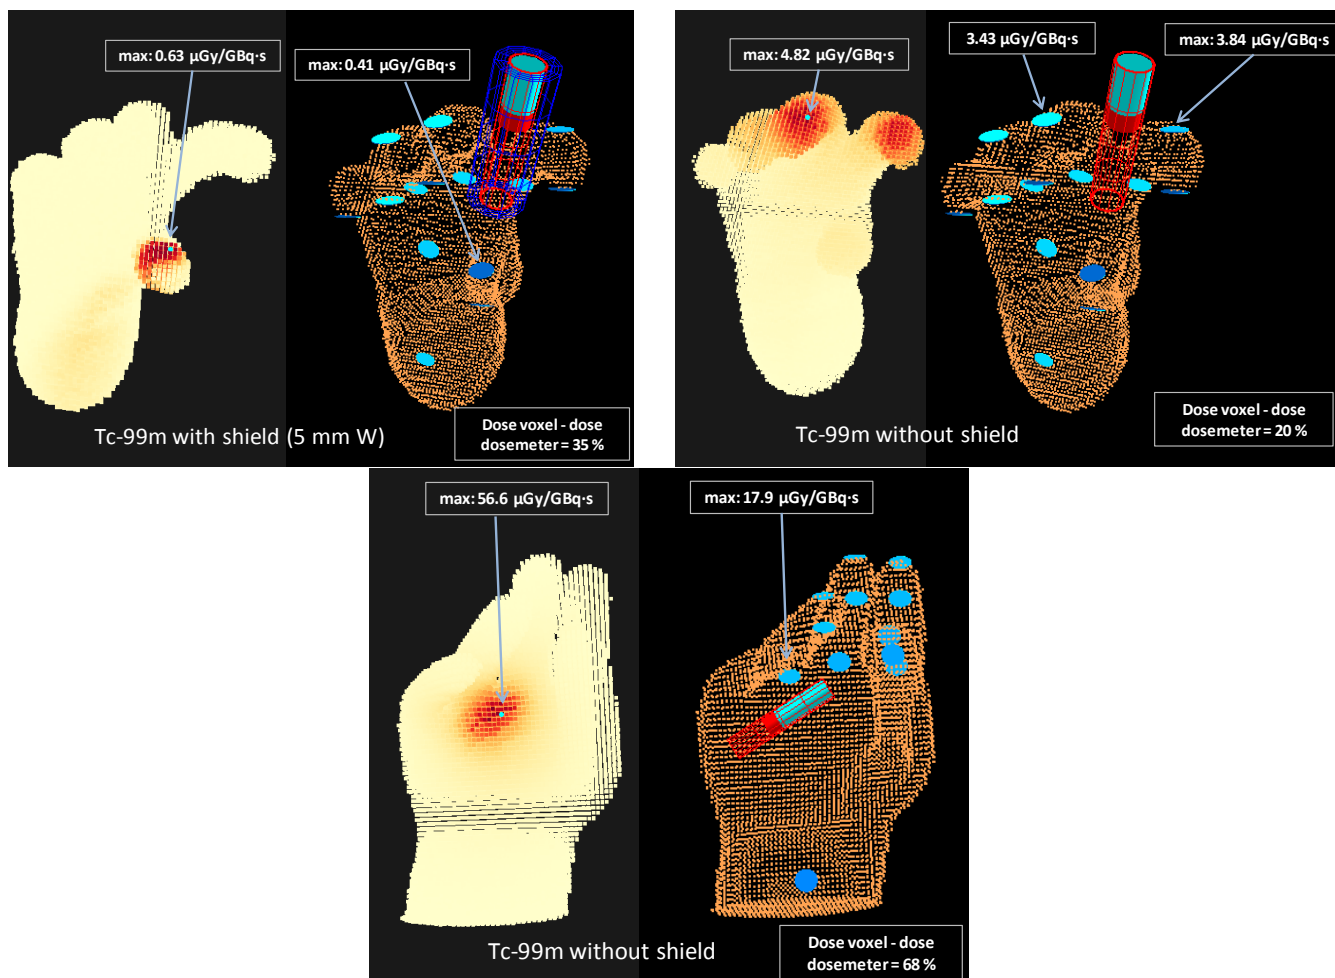 max: 0.63 µGy/GBq·s
max: 0.41 µGy/GBq·s
Tc-99m with shield (5 mm W)
Dose voxel - dose
dosemeter = 35 %
max: 4.82 µGy/GBq·s
3.43 µGy/GBq·s
max: 3.84 µGy/GBq·s
Tc-99m without shield
Dose voxel - dose
dosemeter = 20 %
max: 56.6 µGy/GBq·s
max: 17.9 µGy/GBq·s
Tc-99m without shield
Dose voxel - dose
dosemeter = 68 %